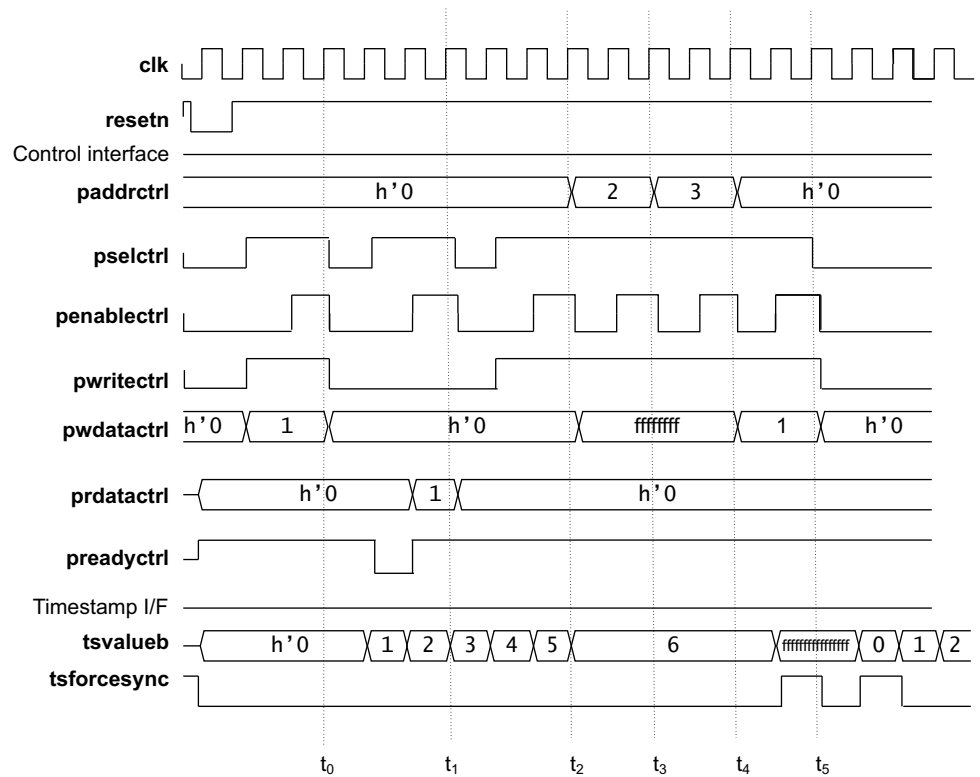 clk
resetn
Control interface
paddrctrl h’0 2 3 h’0
pselctrl
penablectrl
pwritectrl
pwdatactrl h’0 1 h’0 ffffffff 1 h’0
prdatactrl h’0 1 h’0
preadyctrl
Timestamp I/F
tsvalueb h’0 1 2 3 4 5 6 ffffffffffffffff 0 1 2
tsforcesync
t0 t1 t2 t3 t4 t5